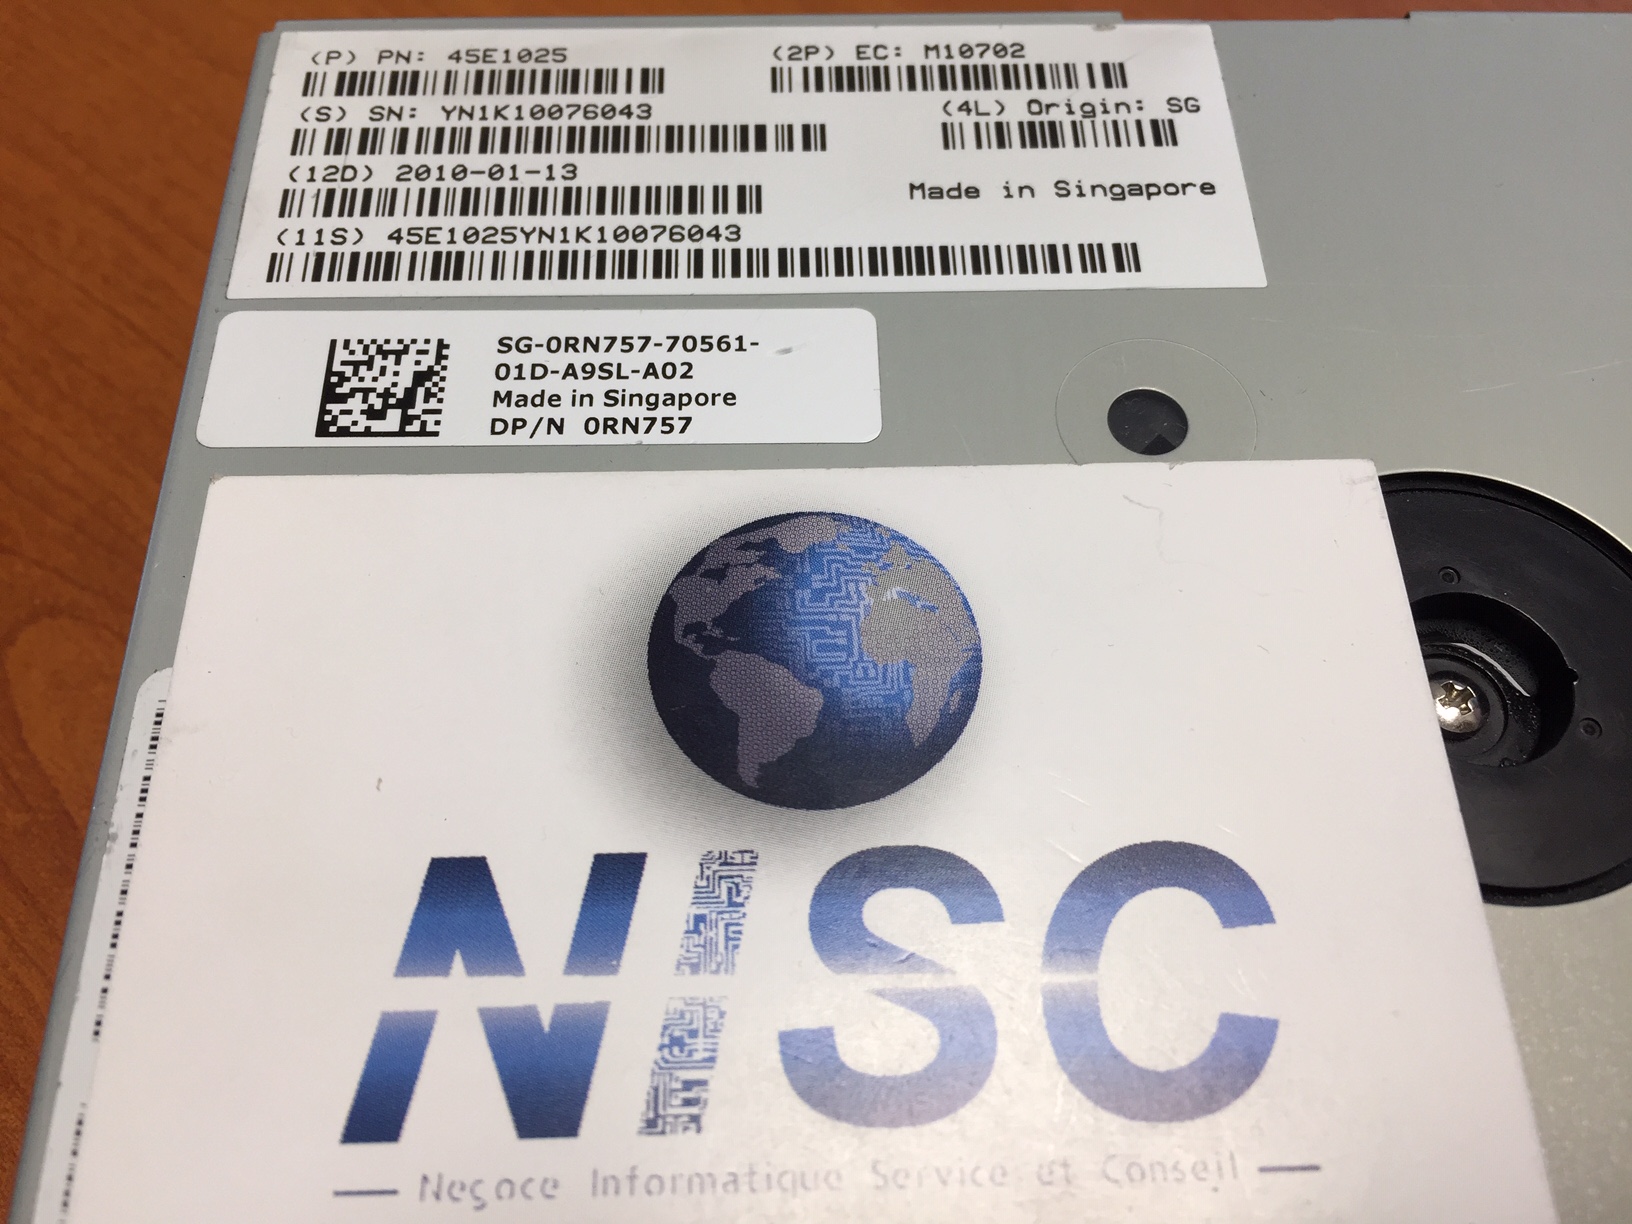 (P) PN: 45E1025
(2P) EC: M10702
(S) SN: YN1K10076043
(4L) Origin: SG
(12D) 2010-01-13
Made in Singapore
(11S) 45E1025YN1K10076043
SG-0RN757-70561-
01D-A9SL-A02
Made in Singapore
DP/N 0RN757
NISC
— Negoce Informatique Service et Conseil —